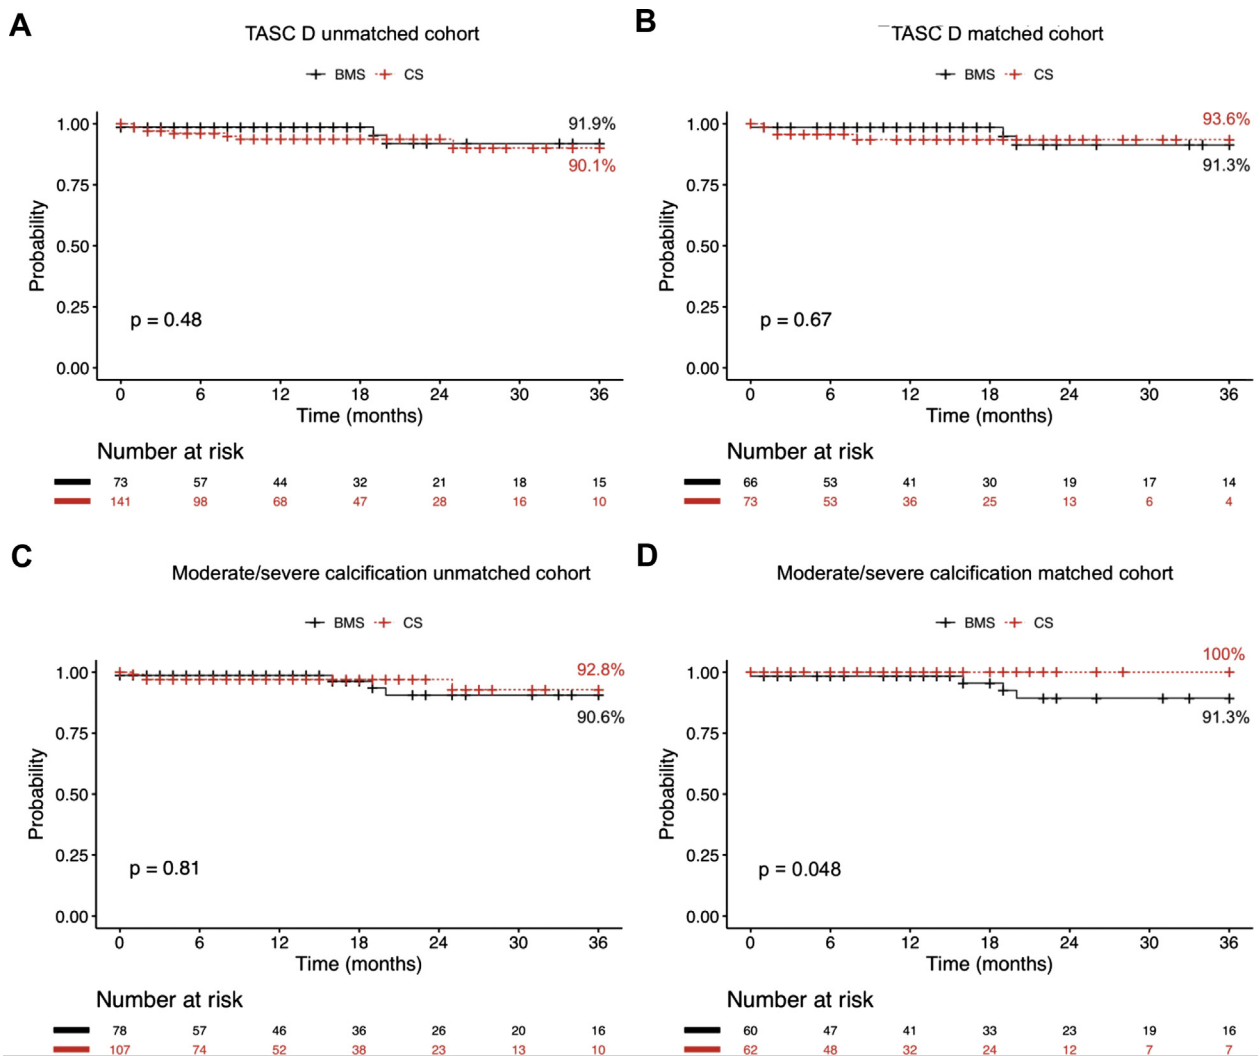 A
TASC D unmatched cohort
BMS CS
1.00
0.75
0.50
0.25
0.00
Probability
91.9%
90.1%
p = 0.48
0 6 12 18 24 30 36
Time (months)
Number at risk
73 57 44 32 21 18 15
141 98 68 47 28 16 10
B
TASC D matched cohort
BMS CS
1.00
0.75
0.50
0.25
0.00
Probability
93.6%
91.3%
p = 0.67
0 6 12 18 24 30 36
Time (months)
Number at risk
66 53 41 30 19 17 14
73 53 36 25 13 6 4
C
Moderate/severe calcification unmatched cohort
BMS CS
1.00
0.75
0.50
0.25
0.00
Probability
92.8%
90.6%
p = 0.81
0 6 12 18 24 30 36
Time (months)
Number at risk
78 57 46 36 26 20 16
107 74 52 38 23 13 10
D
Moderate/severe calcification matched cohort
BMS CS
1.00
0.75
0.50
0.25
0.00
Probability
100%
91.3%
p = 0.048
0 6 12 18 24 30 36
Time (months)
Number at risk
60 47 41 33 23 19 16
62 48 32 24 12 7 7